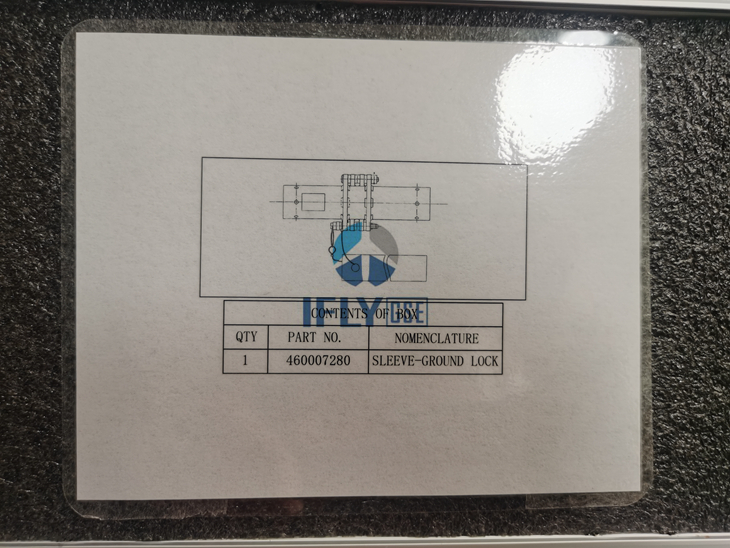 IFLY GSE
CONTENTS OF BOX
QTY PART NO. NOMENCLATURE
1 460007280 SLEEVE-GROUND LOCK